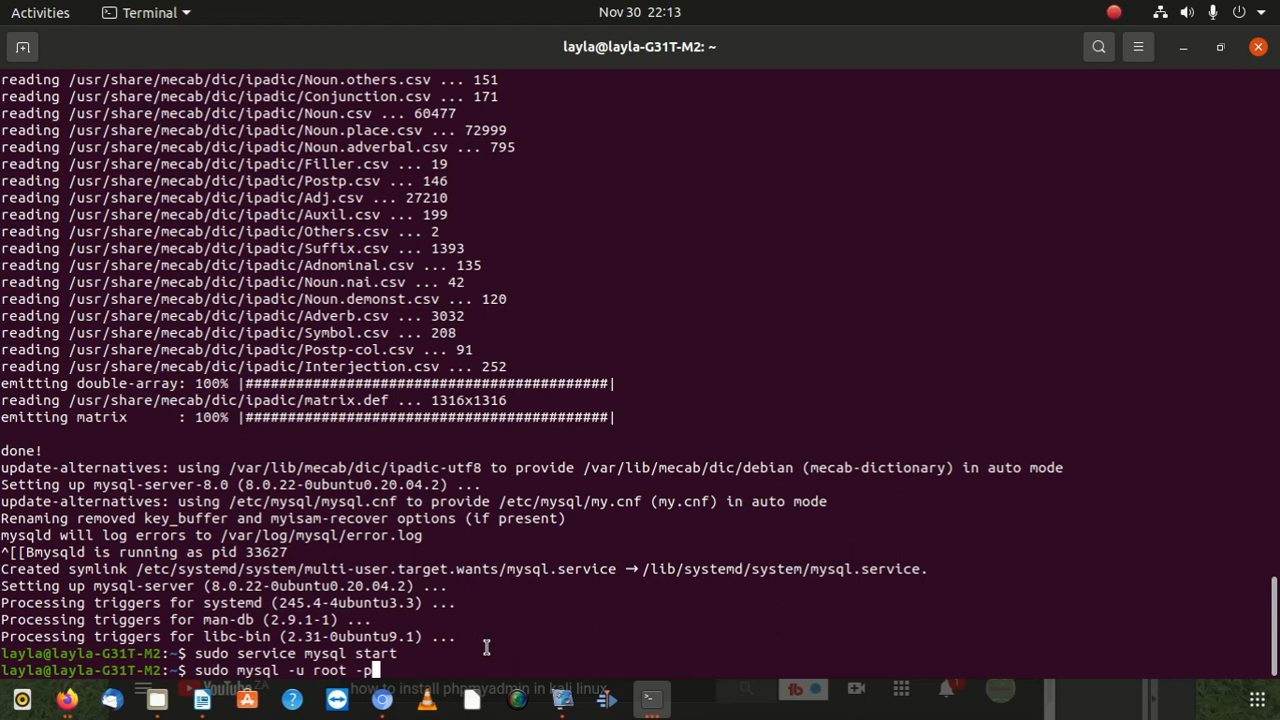 Activities Terminal Nov 30 22:13
layla@layla-G31T-M2: ~
reading /usr/share/mecab/dic/ipadic/Noun.others.csv ... 151
reading /usr/share/mecab/dic/ipadic/Conjunction.csv ... 171
reading /usr/share/mecab/dic/ipadic/Noun.csv ... 60477
reading /usr/share/mecab/dic/ipadic/Noun.place.csv ... 72999
reading /usr/share/mecab/dic/ipadic/Noun.adverbal.csv ... 795
reading /usr/share/mecab/dic/ipadic/Filler.csv ... 19
reading /usr/share/mecab/dic/ipadic/Postp.csv ... 146
reading /usr/share/mecab/dic/ipadic/Adj.csv ... 27210
reading /usr/share/mecab/dic/ipadic/Auxil.csv ... 199
reading /usr/share/mecab/dic/ipadic/Others.csv ... 2
reading /usr/share/mecab/dic/ipadic/Suffix.csv ... 1393
reading /usr/share/mecab/dic/ipadic/Adnominal.csv ... 135
reading /usr/share/mecab/dic/ipadic/Noun.nai.csv ... 42
reading /usr/share/mecab/dic/ipadic/Noun.demonst.csv ... 120
reading /usr/share/mecab/dic/ipadic/Adverb.csv ... 3032
reading /usr/share/mecab/dic/ipadic/Symbol.csv ... 208
reading /usr/share/mecab/dic/ipadic/Postp-col.csv ... 91
reading /usr/share/mecab/dic/ipadic/Interjection.csv ... 252
emitting double-array: 100% |###########################################|
reading /usr/share/mecab/dic/ipadic/matrix.def ... 1316x1316
emitting matrix      : 100% |###########################################|
done!
update-alternatives: using /var/lib/mecab/dic/ipadic-utf8 to provide /var/lib/mecab/dic/debian (mecab-dictionary) in auto mode
Setting up mysql-server-8.0 (8.0.22-0ubuntu0.20.04.2) ...
update-alternatives: using /etc/mysql/mysql.cnf to provide /etc/mysql/my.cnf (my.cnf) in auto mode
Renaming removed key_buffer and myisam-recover options (if present)
mysqld will log errors to /var/log/mysql/error.log
^[[Bmysqld is running as pid 33627
Created symlink /etc/systemd/system/multi-user.target.wants/mysql.service → /lib/systemd/system/mysql.service.
Setting up mysql-server (8.0.22-0ubuntu0.20.04.2) ...
Processing triggers for systemd (245.4-4ubuntu3.3) ...
Processing triggers for man-db (2.9.1-1) ...
Processing triggers for libc-bin (2.31-0ubuntu9.1) ...
layla@layla-G31T-M2:~$ sudo service mysql start
layla@layla-G31T-M2:~$ sudo mysql -u root -p
YouTube ZA how to install phpmyadmin in kali linux